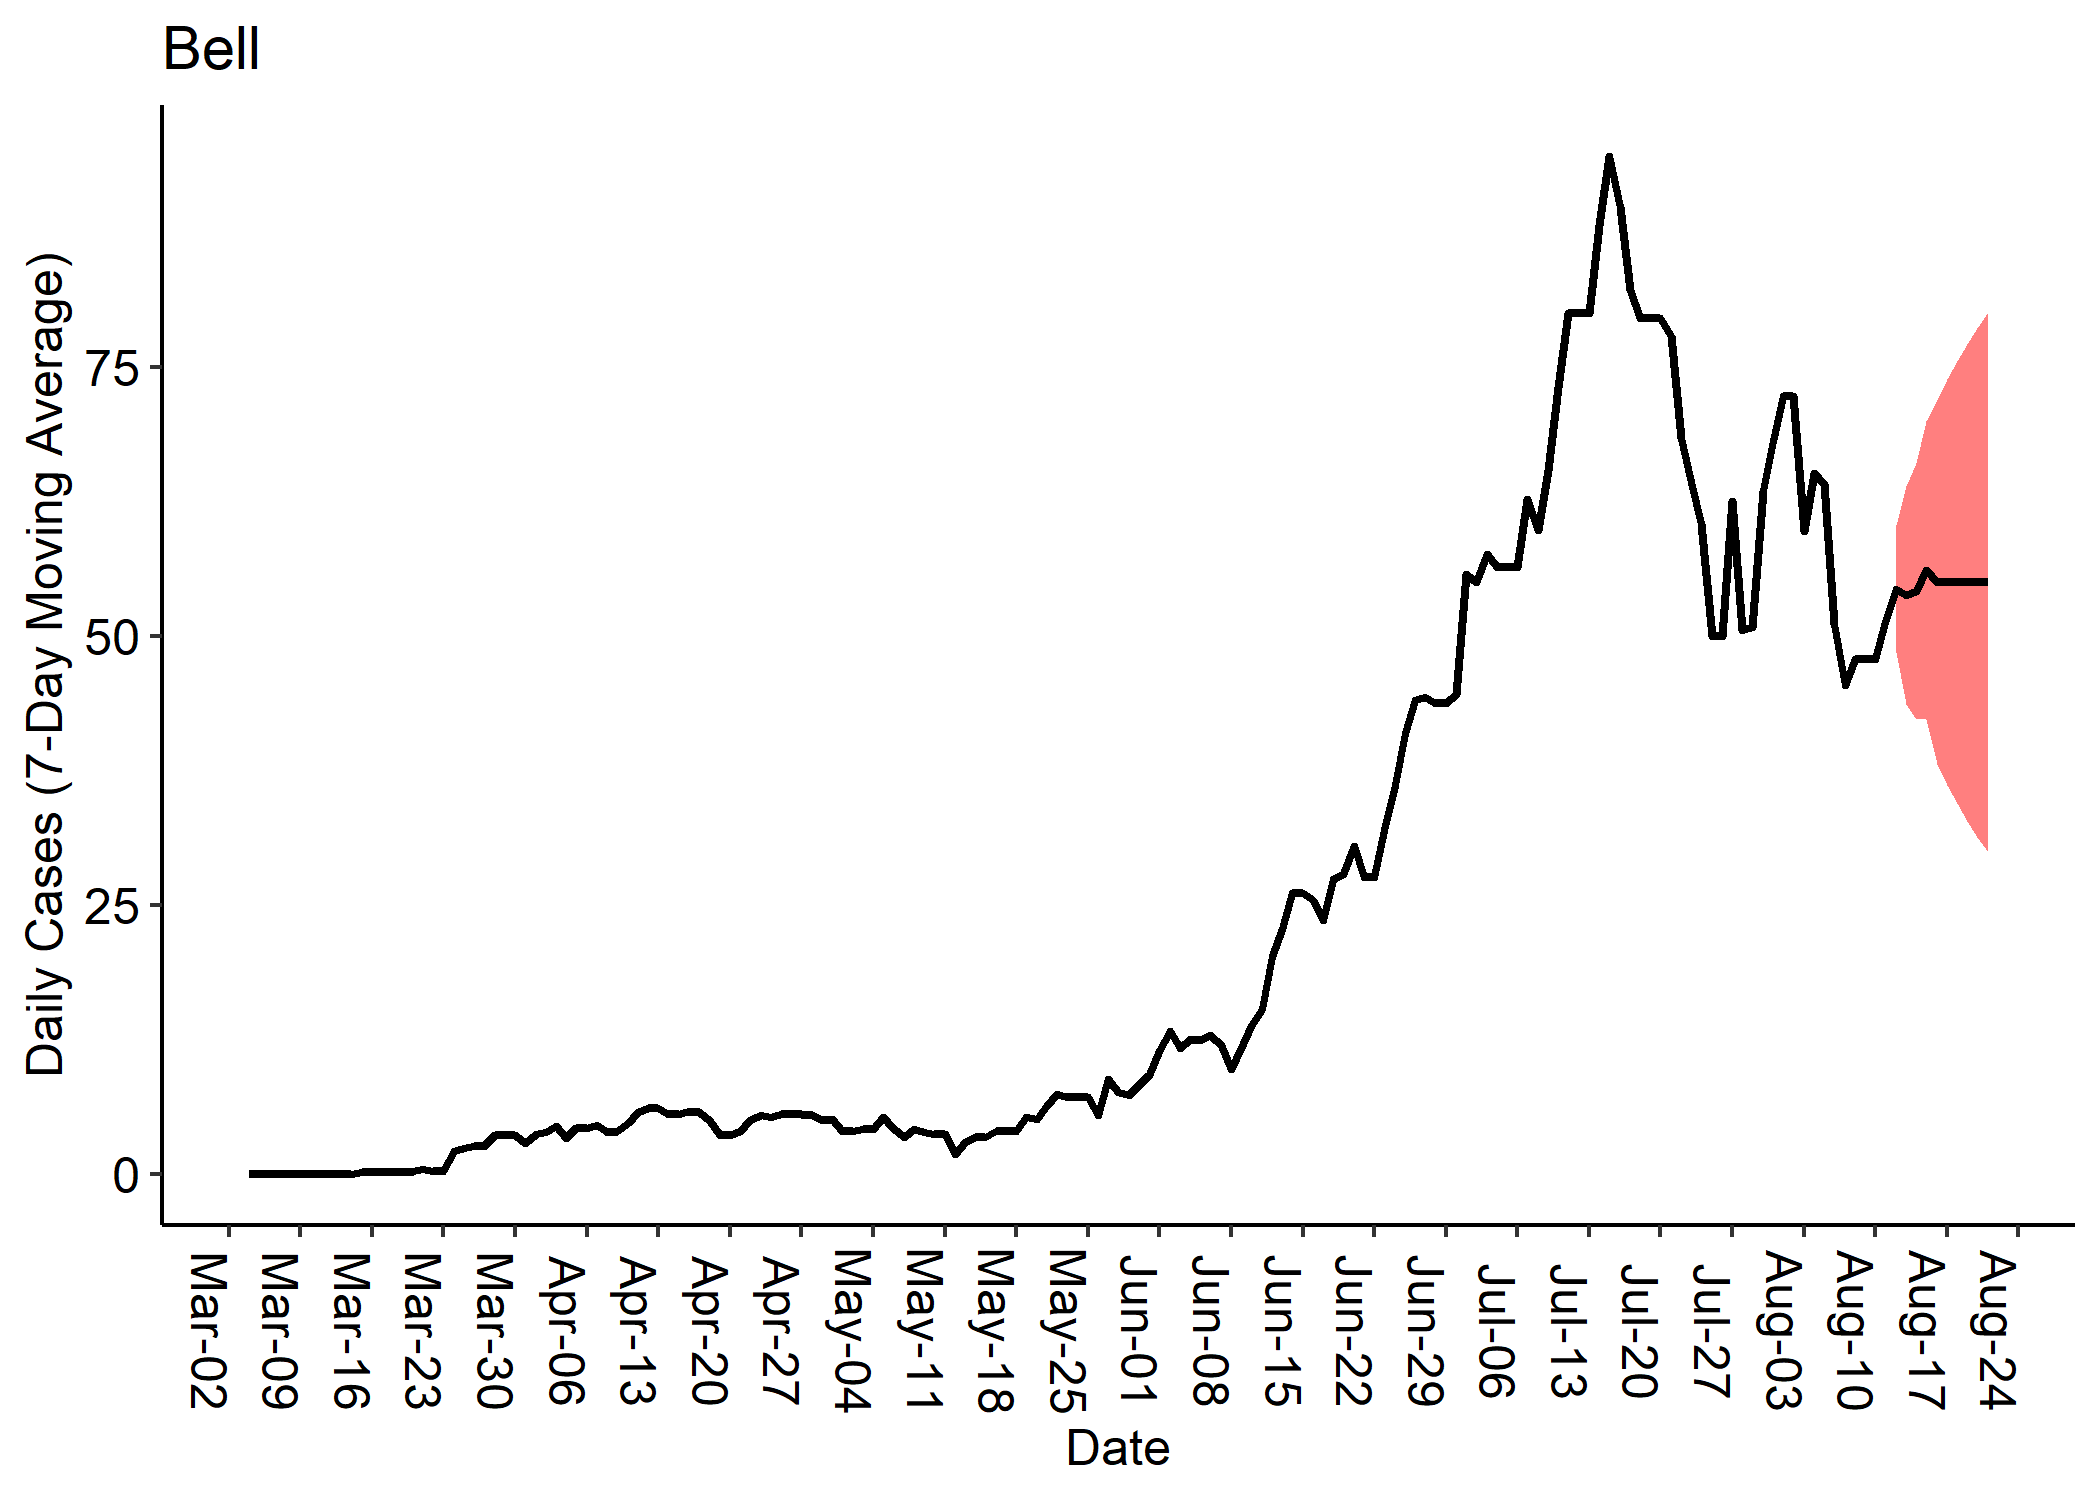 Bell
Daily Cases (7-Day Moving Average)
75
50
25
0
Mar-02
Mar-09
Mar-16
Mar-23
Mar-30
Apr-06
Apr-13
Apr-20
Apr-27
May-04
May-11
May-18
May-25
Jun-01
Jun-08
Jun-15
Jun-22
Jun-29
Jul-06
Jul-13
Jul-20
Jul-27
Aug-03
Aug-10
Aug-17
Aug-24
Date